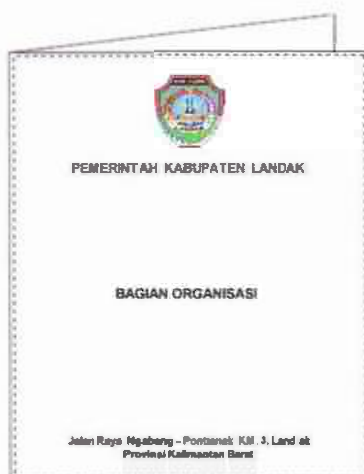 PEMERINTAH KABUPATEN LANDAK
BAGIAN ORGANISASI
Jalan Raya Ngabang - Pontianak KM. 3, Landak
Provinsi Kalimantan Barat